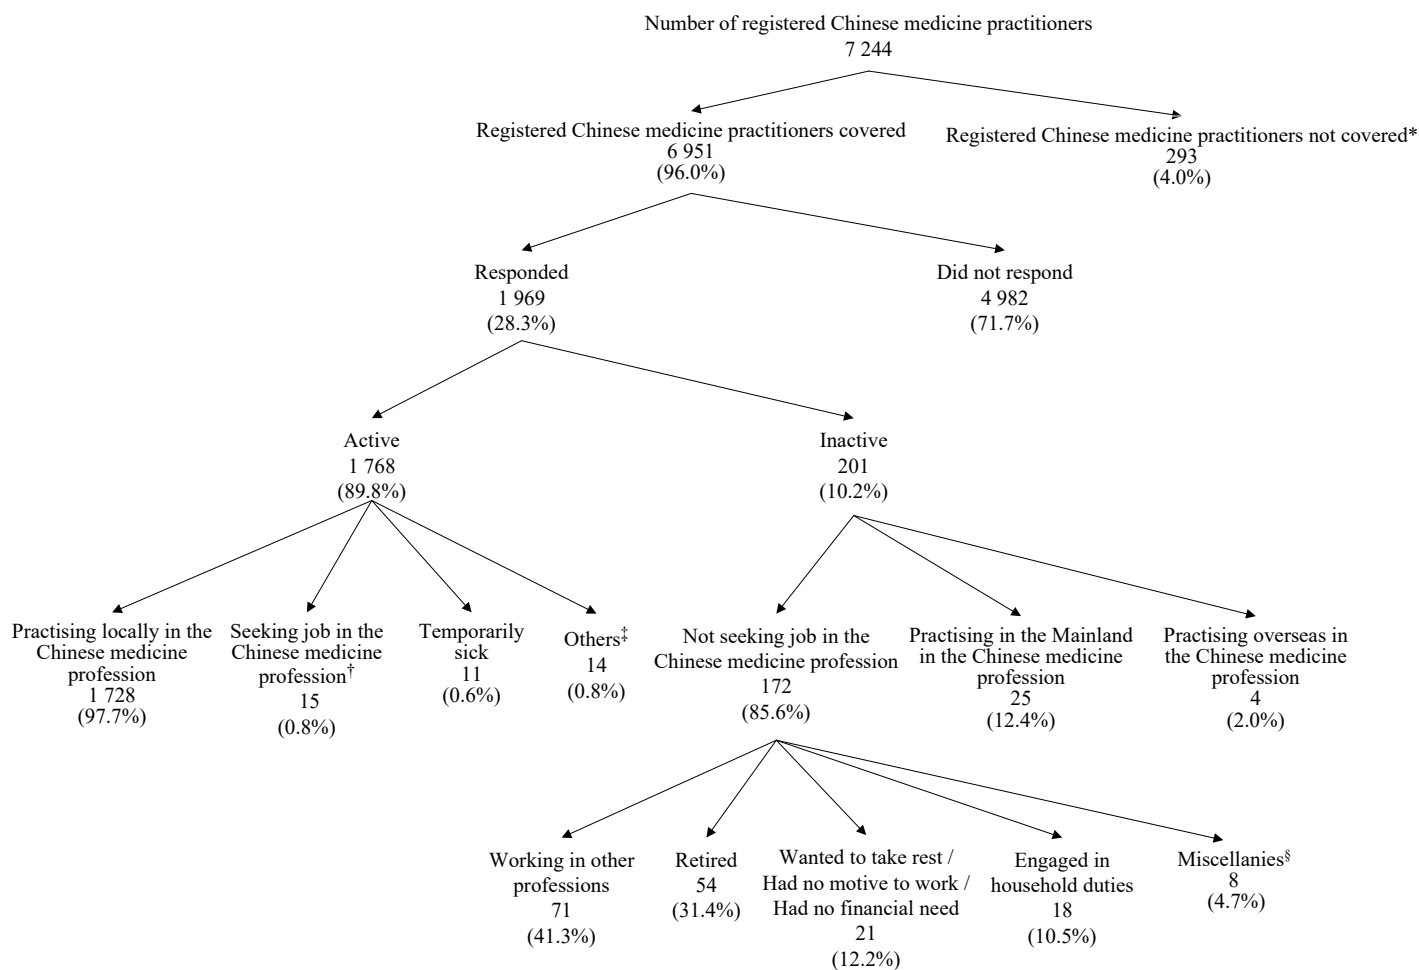 Number of registered Chinese medicine practitioners
7 244
Registered Chinese medicine practitioners covered
6 951
(96.0%)
Registered Chinese medicine practitioners not covered*
293
(4.0%)
Responded
1 969
(28.3%)
Did not respond
4 982
(71.7%)
Active
1 768
(89.8%)
Inactive
201
(10.2%)
Practising locally in the
Chinese medicine
profession
1 728
(97.7%)
Seeking job in the
Chinese medicine
profession†
15
(0.8%)
Temporarily
sick
11
(0.6%)
Others‡
14
(0.8%)
Not seeking job in the
Chinese medicine profession
172
(85.6%)
Practising in the Mainland
in the Chinese medicine
profession
25
(12.4%)
Practising overseas in
the Chinese medicine
profession
4
(2.0%)
Working in other
professions
71
(41.3%)
Retired
54
(31.4%)
Wanted to take rest /
Had no motive to work /
Had no financial need
21
(12.2%)
Engaged in
household duties
18
(10.5%)
Miscellanies§
8
(4.7%)